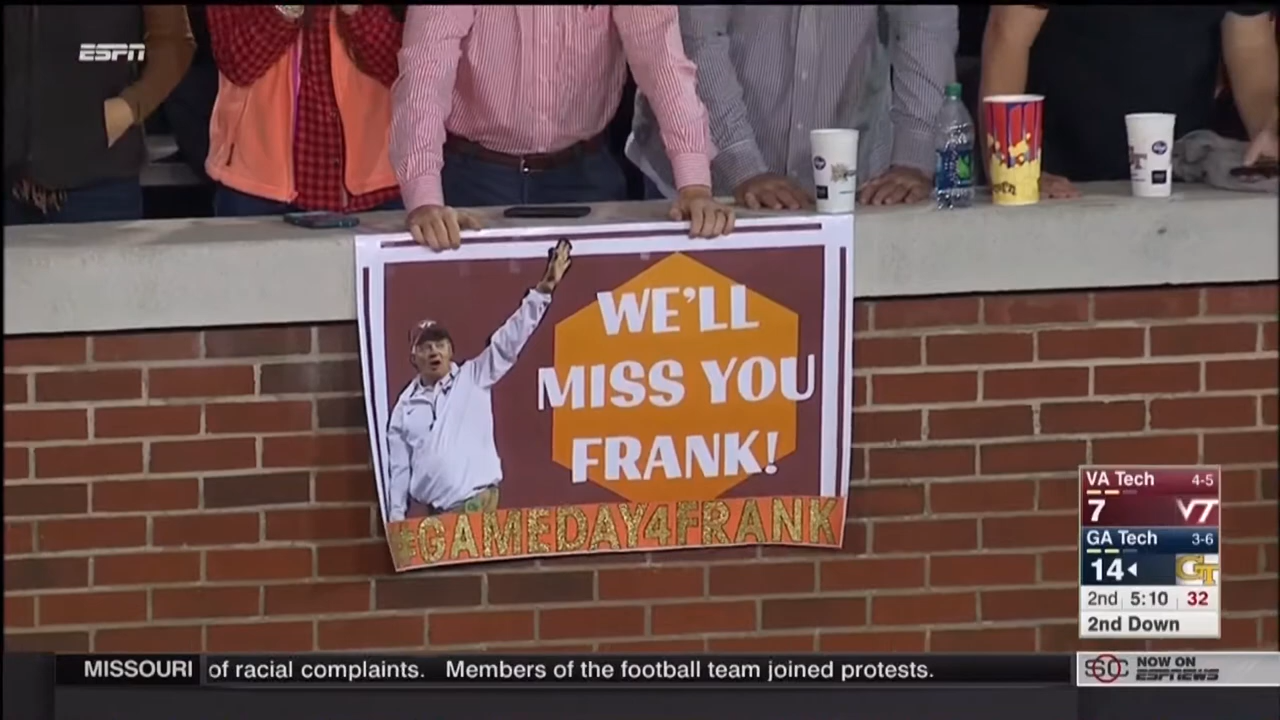 ESPN
WE'LL
MISS YOU
FRANK!
#GAMEDAY4FRANK
VA Tech 4-5
7 VT
GA Tech 3-6
14 GT
2nd 5:10 32
2nd Down
MISSOURI of racial complaints. Members of the football team joined protests.
NOW ON
ESPNEWS